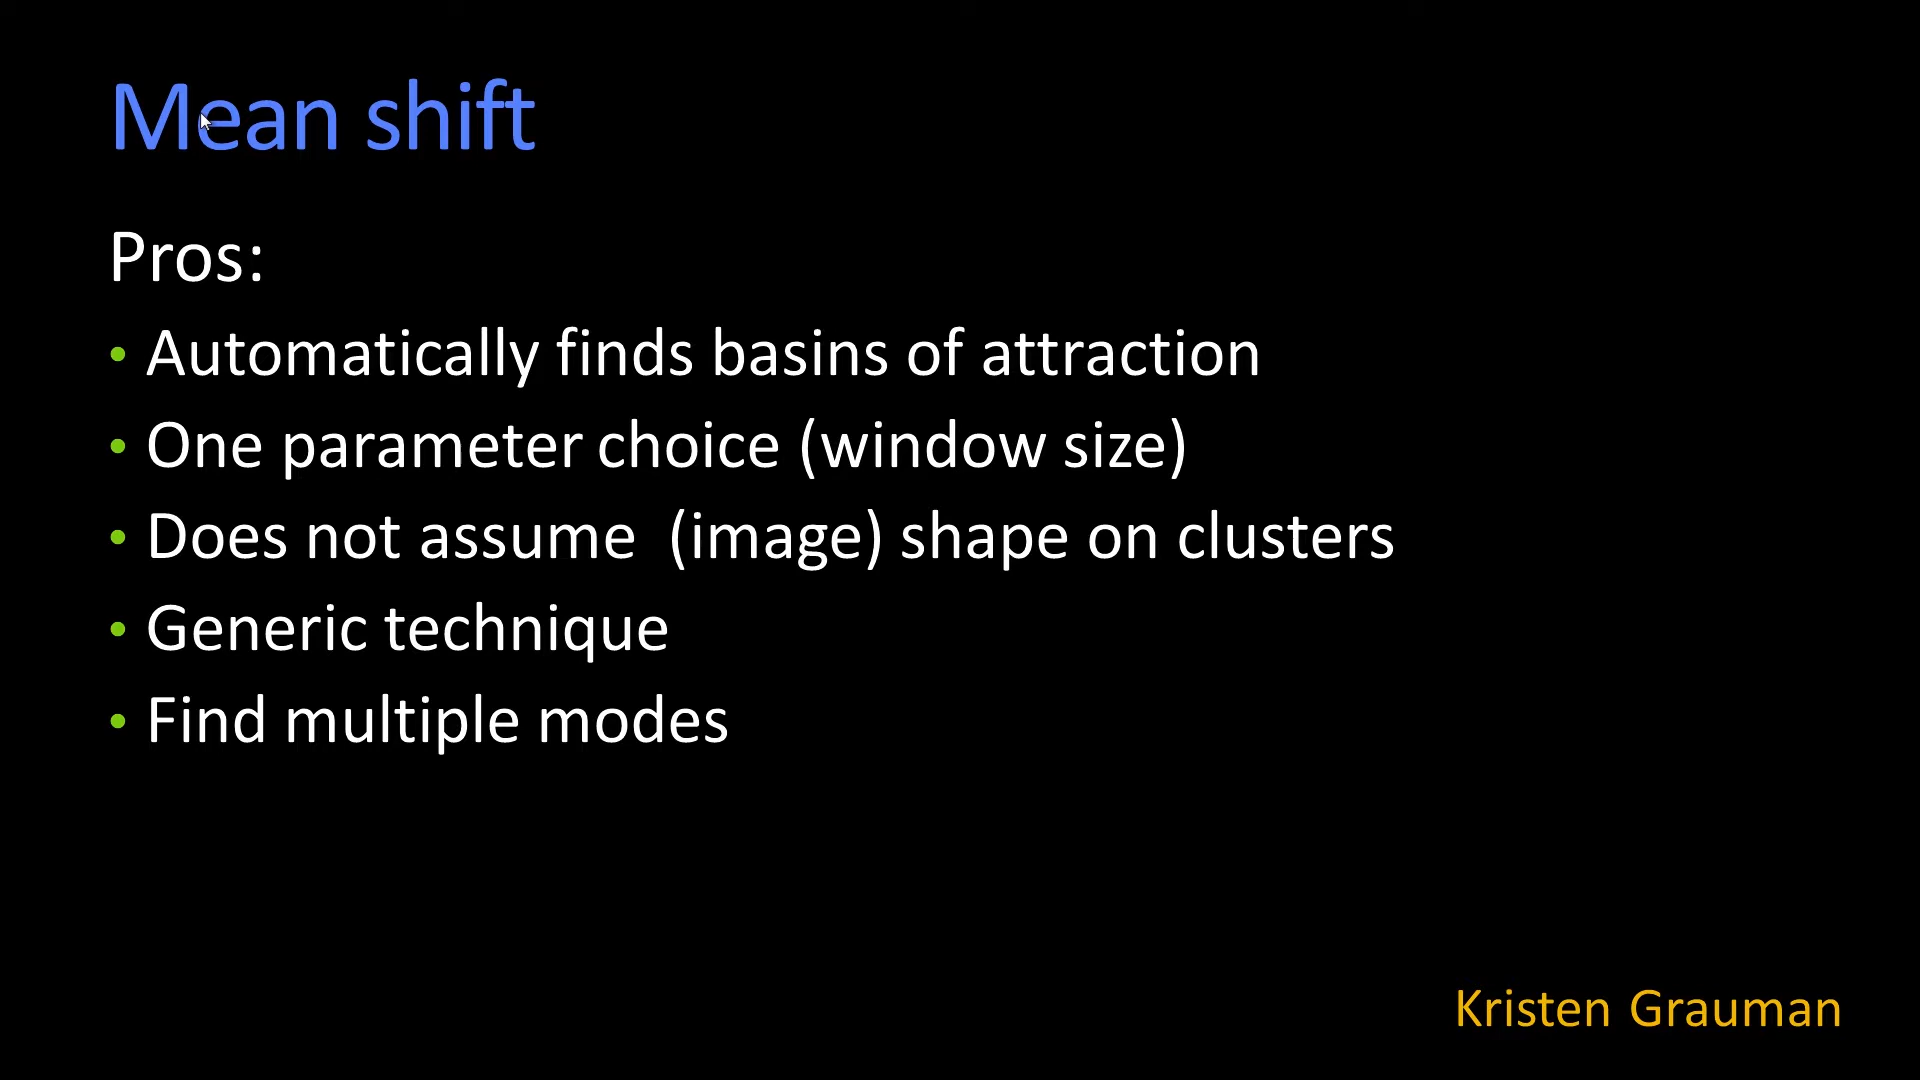 Mean shift
Pros:
• Automatically finds basins of attraction
• One parameter choice (window size)
• Does not assume  (image) shape on clusters
• Generic technique
• Find multiple modes
Kristen Grauman